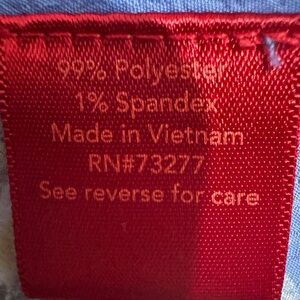 99% Polyester
1% Spandex
Made in Vietnam
RN#73277
See reverse for care